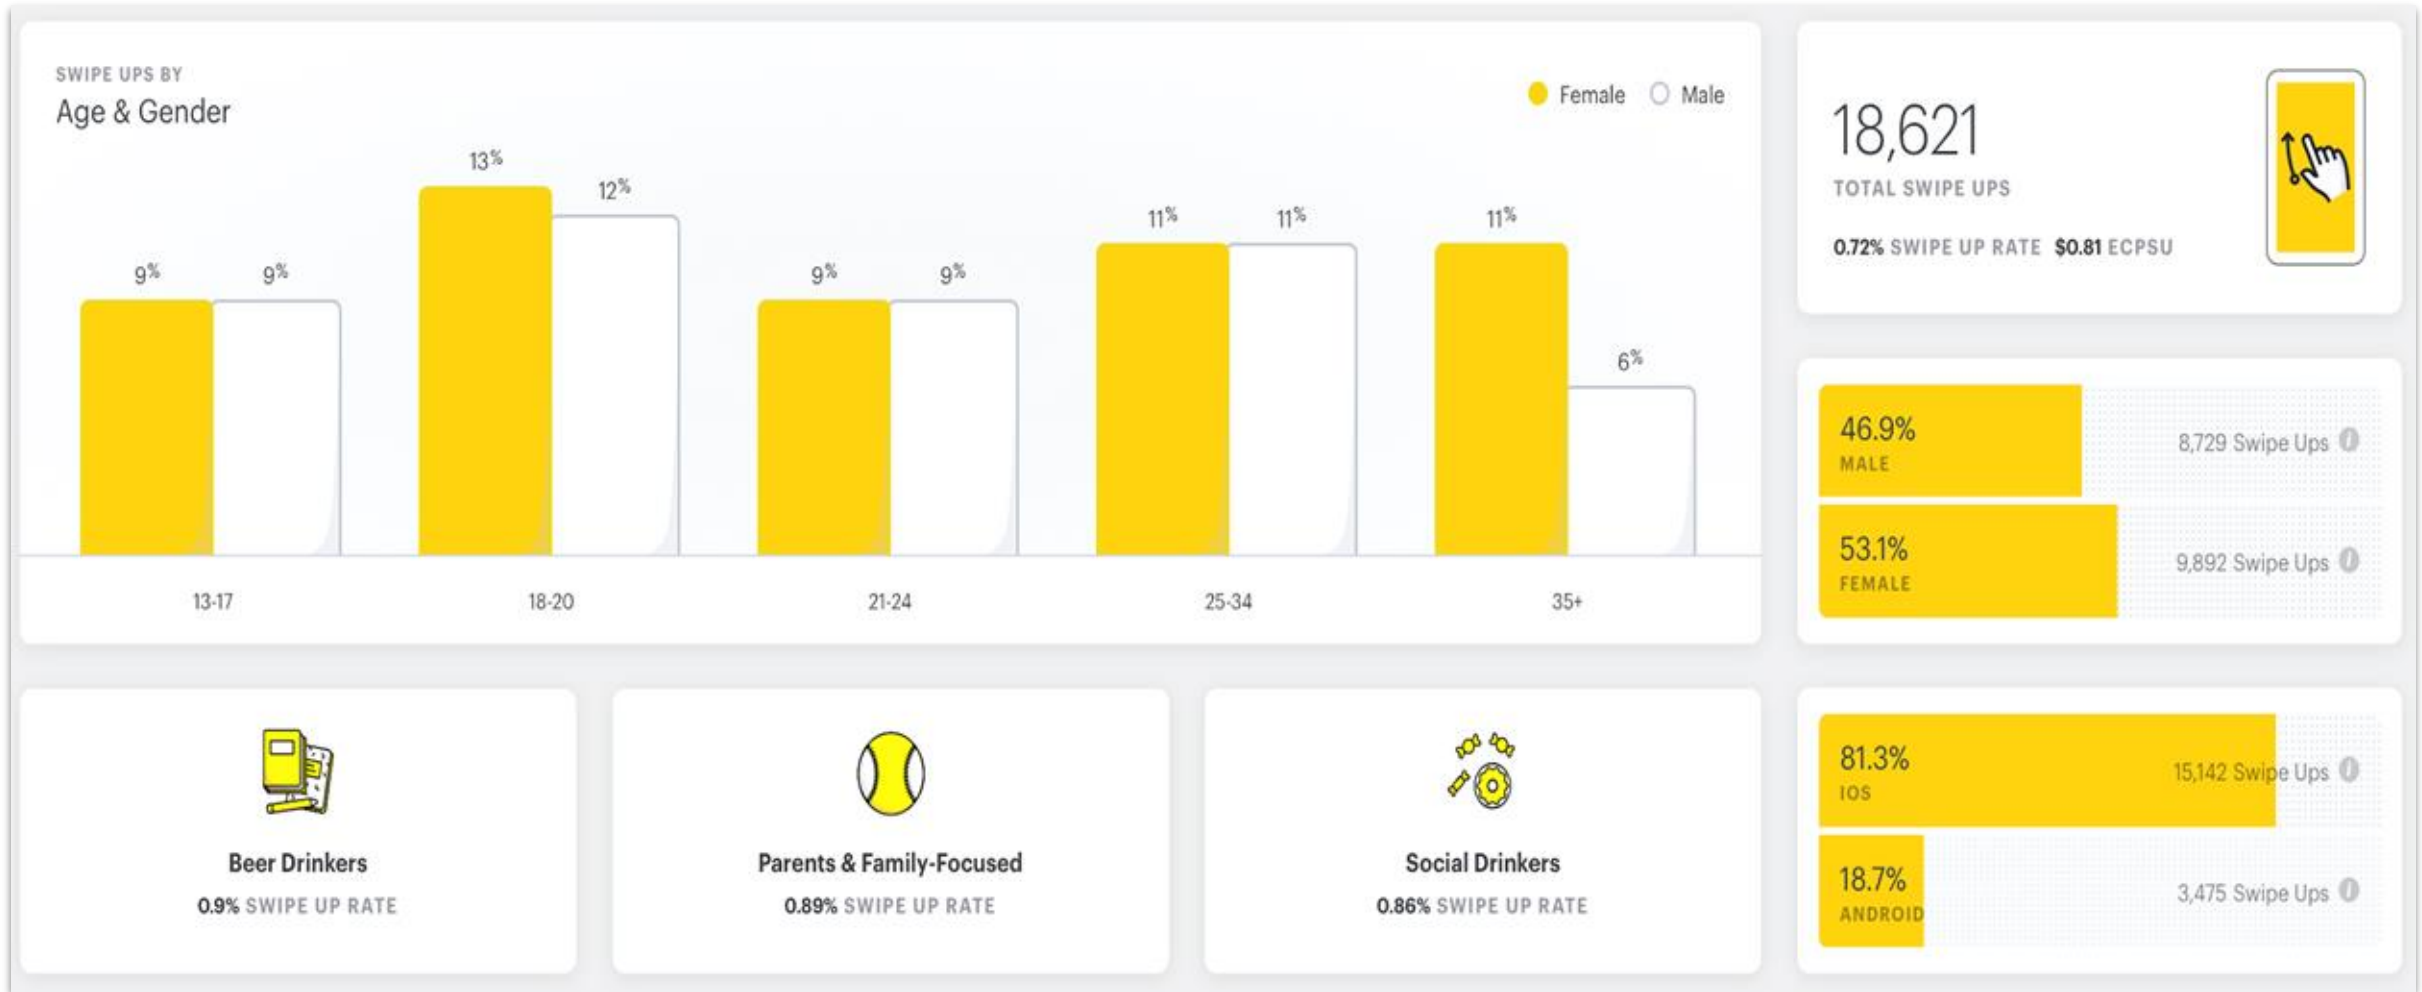 SWIPE UPS BY
Age & Gender
Female Male
9% 9% 13% 12% 9% 9% 11% 11% 11% 6%
13-17 18-20 21-24 25-34 35+
18,621
TOTAL SWIPE UPS
0.72% SWIPE UP RATE $0.81 ECPSU
46.9%
MALE
8,729 Swipe Ups
53.1%
FEMALE
9,892 Swipe Ups
Beer Drinkers
0.9% SWIPE UP RATE
Parents & Family-Focused
0.89% SWIPE UP RATE
Social Drinkers
0.86% SWIPE UP RATE
81.3%
IOS
15,142 Swipe Ups
18.7%
ANDROID
3,475 Swipe Ups